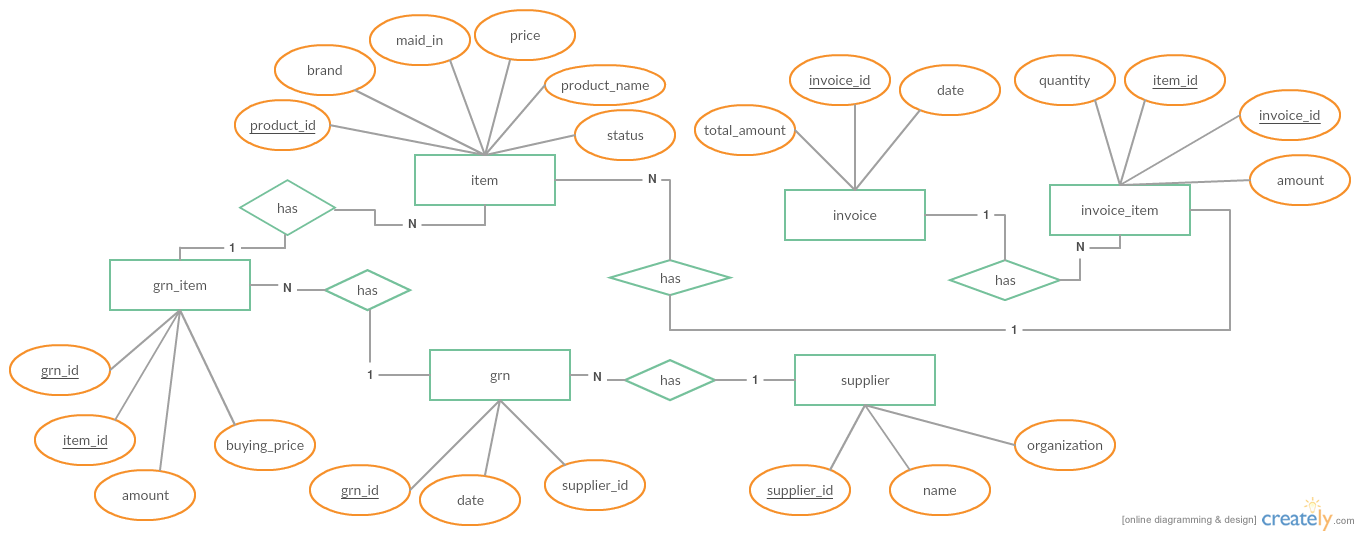 maid_in
price
brand
product_name
product_id
status
item
invoice_id
date
total_amount
invoice
quantity
item_id
invoice_id
amount
invoice_item
has
N
1
N
has
1
N
has
1
N
has
grn_item
N
has
1
grn
N
has
1
supplier
grn_id
item_id
amount
buying_price
grn_id
date
supplier_id
supplier_id
name
organization
[online diagramming & design] creately.com